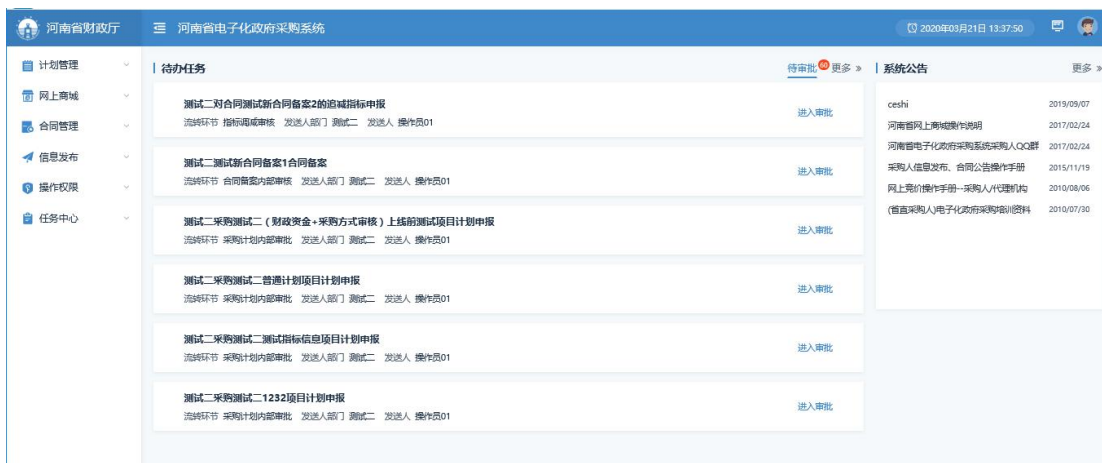 河南省财政厅
河南省电子化政府采购系统
2020年03月21日 13:37:50
计划管理
网上商城
合同管理
信息发布
操作权限
任务中心
待办任务
待审批 60 更多 »
测试二对合同测试新合同备案2的追减指标申报
流转环节 指标调减审核 发送人部门 测试二 发送人 操作员01
进入审批
测试二测试新合同备案1合同备案
流转环节 合同备案内部审核 发送人部门 测试二 发送人 操作员01
进入审批
测试二采购测试二（财政资金+采购方式审核）上线前测试项目计划申报
流转环节 采购计划内部审批 发送人部门 测试二 发送人 操作员01
进入审批
测试二采购测试二普通计划项目计划申报
流转环节 采购计划内部审批 发送人部门 测试二 发送人 操作员01
进入审批
测试二采购测试二测试指标信息项目计划申报
流转环节 采购计划内部审批 发送人部门 测试二 发送人 操作员01
进入审批
测试二采购测试二1232项目计划申报
流转环节 采购计划内部审批 发送人部门 测试二 发送人 操作员01
进入审批
系统公告
更多 »
ceshi 2019/09/07
河南省网上商城操作说明 2017/02/24
河南省电子化政府采购系统采购人QQ群 2017/02/24
采购人信息发布、合同公告操作手册 2015/11/19
网上竞价操作手册--采购人/代理机构 2010/08/06
(省直采购人)电子化政府采购培训资料 2010/07/30